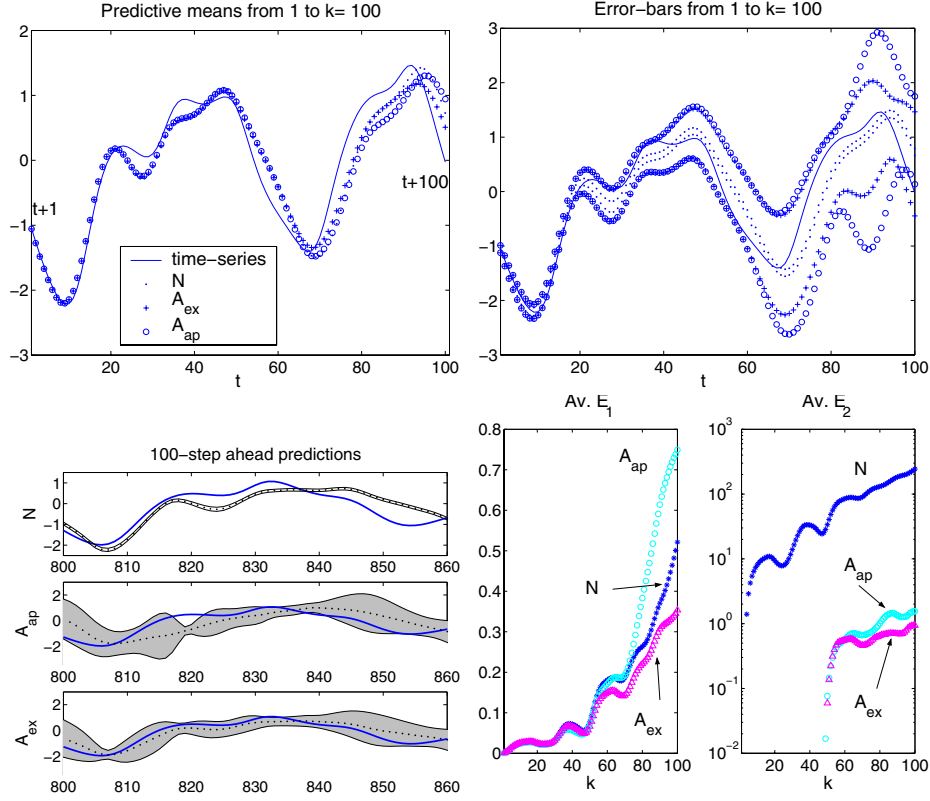 Predictive means from 1 to k= 100
2
1
0
−1
−2
−3
t+1
t+100
time−series
N
A_ex
A_ap
20 40 60 80 100
t
Error−bars from 1 to k= 100
3
2
1
0
−1
−2
−3
20 40 60 80 100
t
100−step ahead predictions
N
1
0
−1
−2
800 810 820 830 840 850 860
A_ap
2
0
−2
800 810 820 830 840 850 860
A_ex
2
0
−2
800 810 820 830 840 850 860
Av. E_1
0.8
0.7
0.6
0.5
0.4
0.3
0.2
0.1
0
A_ap
N
A_ex
20 40 60 80 100
k
Av. E_2
10^3
10^2
10^1
10^0
10^−1
10^−2
N
A_ap
A_ex
20 40 60 80 100
k